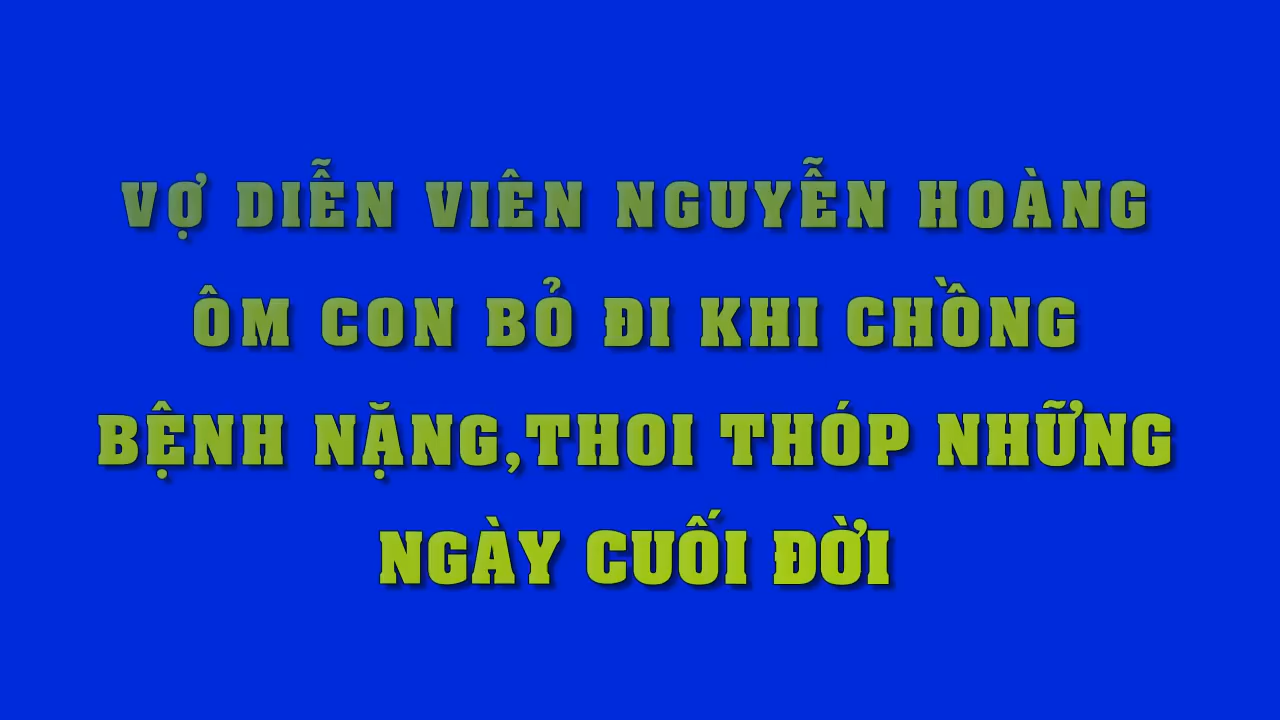 VỢ DIỄN VIÊN NGUYỄN HOÀNG
ÔM CON BỎ ĐI KHI CHỒNG
BỆNH NẶNG,THOI THÓP NHỮNG
NGÀY CUỐI ĐỜI